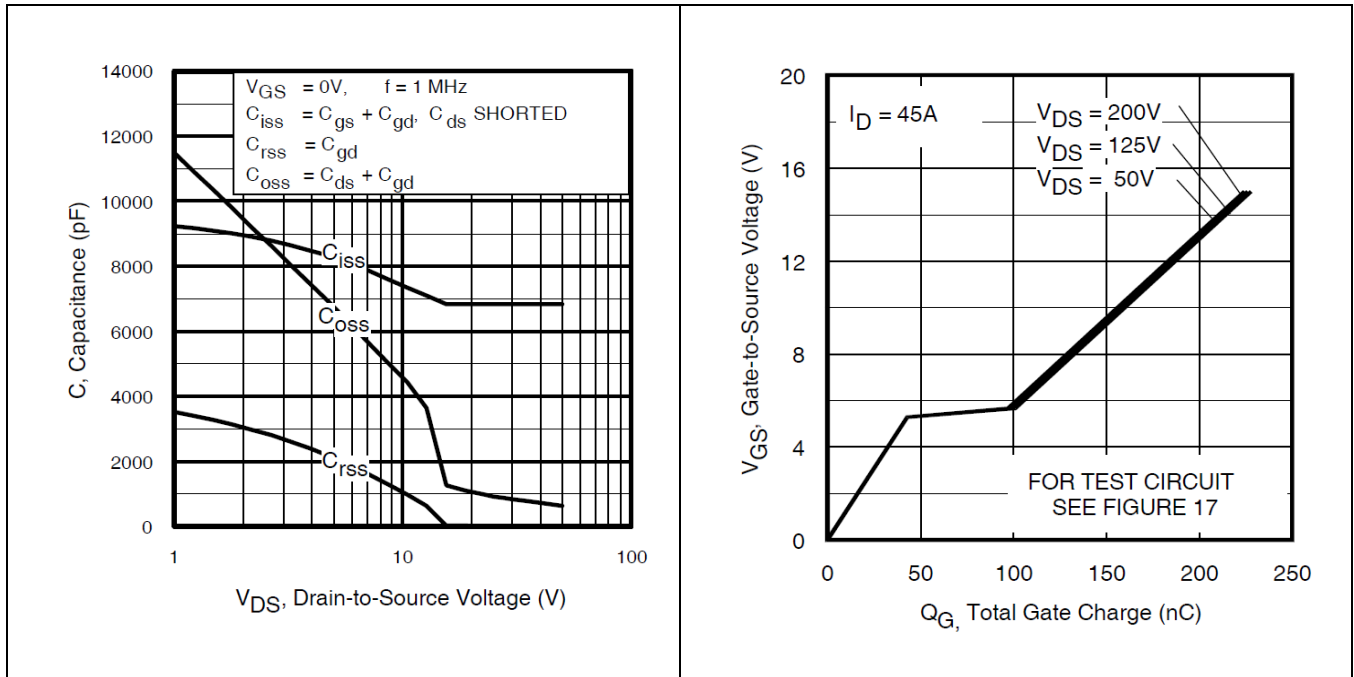 14000
12000
10000
8000
6000
4000
2000
0
C, Capacitance (pF)
VGS = 0V, f = 1 MHz
Ciss = Cgs + Cgd, Cds SHORTED
Crss = Cgd
Coss = Cds + Cgd
Ciss
Coss
Crss
1
10
100
VDS, Drain-to-Source Voltage (V)
20
16
12
8
4
0
VGS, Gate-to-Source Voltage (V)
ID = 45A
VDS = 200V
VDS = 125V
VDS = 50V
FOR TEST CIRCUIT
SEE FIGURE 17
0
50
100
150
200
250
QG, Total Gate Charge (nC)